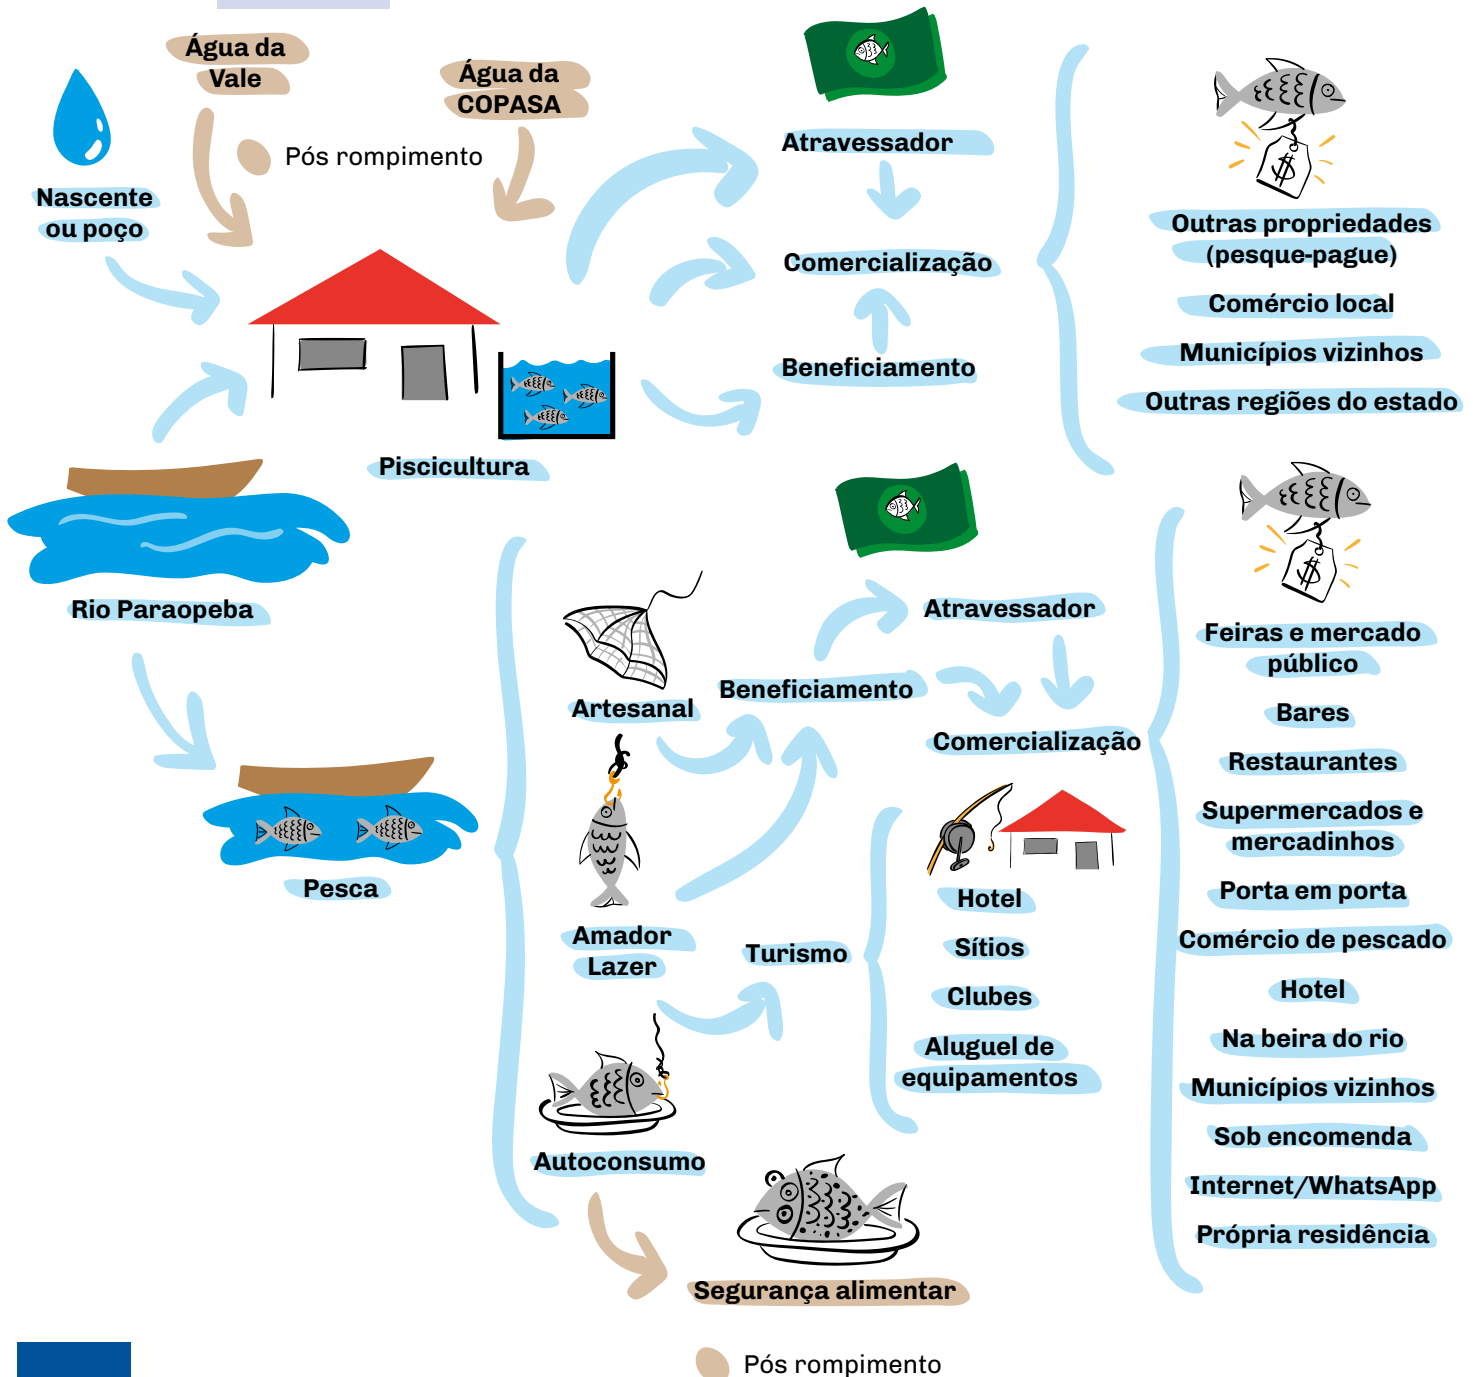 Água da
Vale
Água da
COPASA
Pós rompimento
Nascente
ou poço
Piscicultura
Rio Paraopeba
Pesca
Atravessador
Comercialização
Beneficiamento
$
Outras propriedades
(pesque-pague)
Comércio local
Municípios vizinhos
Outras regiões do estado
Artesanal
Amador
Lazer
Autoconsumo
Beneficiamento
Atravessador
Comercialização
Turismo
Hotel
Sítios
Clubes
Aluguel de
equipamentos
$
Feiras e mercado
público
Bares
Restaurantes
Supermercados e
mercadinhos
Porta em porta
Comércio de pescado
Hotel
Na beira do rio
Municípios vizinhos
Sob encomenda
Internet/WhatsApp
Própria residência
Segurança alimentar
Pós rompimento